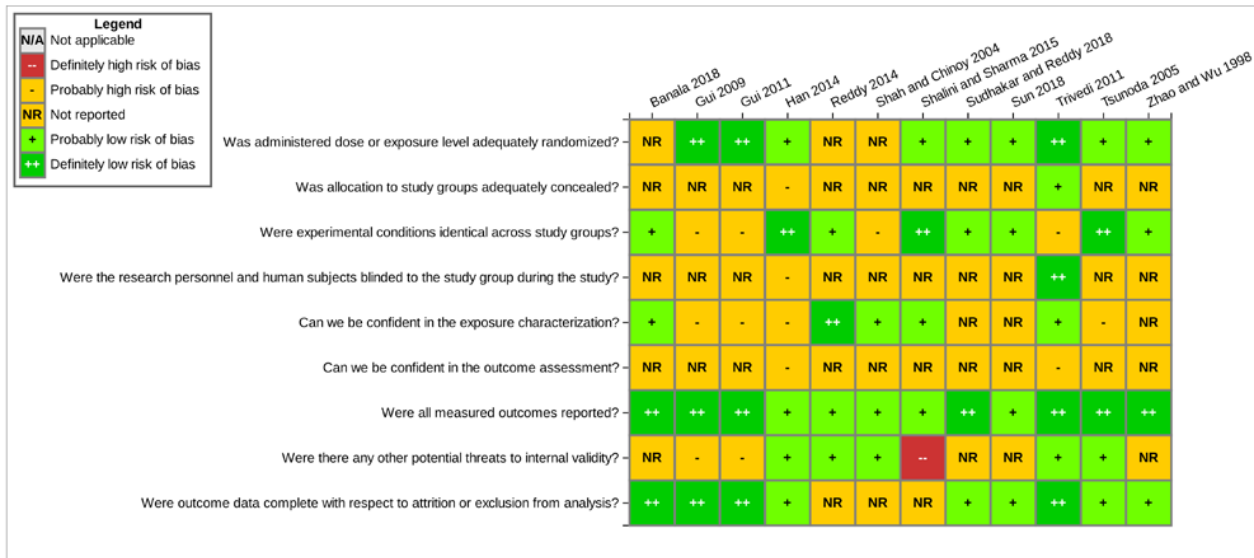 Legend
N/A Not applicable
-- Definitely high risk of bias
- Probably high risk of bias
NR Not reported
+ Probably low risk of bias
++ Definitely low risk of bias
Banala 2018
Gui 2009
Gui 2011
Han 2014
Reddy 2014
Shah and Chinoy 2004
Shalini and Sharma 2015
Sudhakar and Reddy 2018
Sun 2018
Trivedi 2011
Tsunoda 2005
Zhao and Wu 1998
Was administered dose or exposure level adequately randomized? NR ++ ++ + NR NR + + + ++ + +
Was allocation to study groups adequately concealed? NR NR NR - NR NR NR NR NR + NR NR
Were experimental conditions identical across study groups? + - - ++ + - ++ + + - ++ +
Were the research personnel and human subjects blinded to the study group during the study? NR NR NR - NR NR NR NR NR ++ NR NR
Can we be confident in the exposure characterization? + - - - ++ + + NR NR + - NR
Can we be confident in the outcome assessment? NR NR NR - NR NR NR NR NR - NR NR
Were all measured outcomes reported? ++ ++ ++ + + + + ++ + ++ ++ ++
Were there any other potential threats to internal validity? NR - - + + + -- NR NR + + NR
Were outcome data complete with respect to attrition or exclusion from analysis? ++ ++ ++ + NR NR NR + + ++ + +